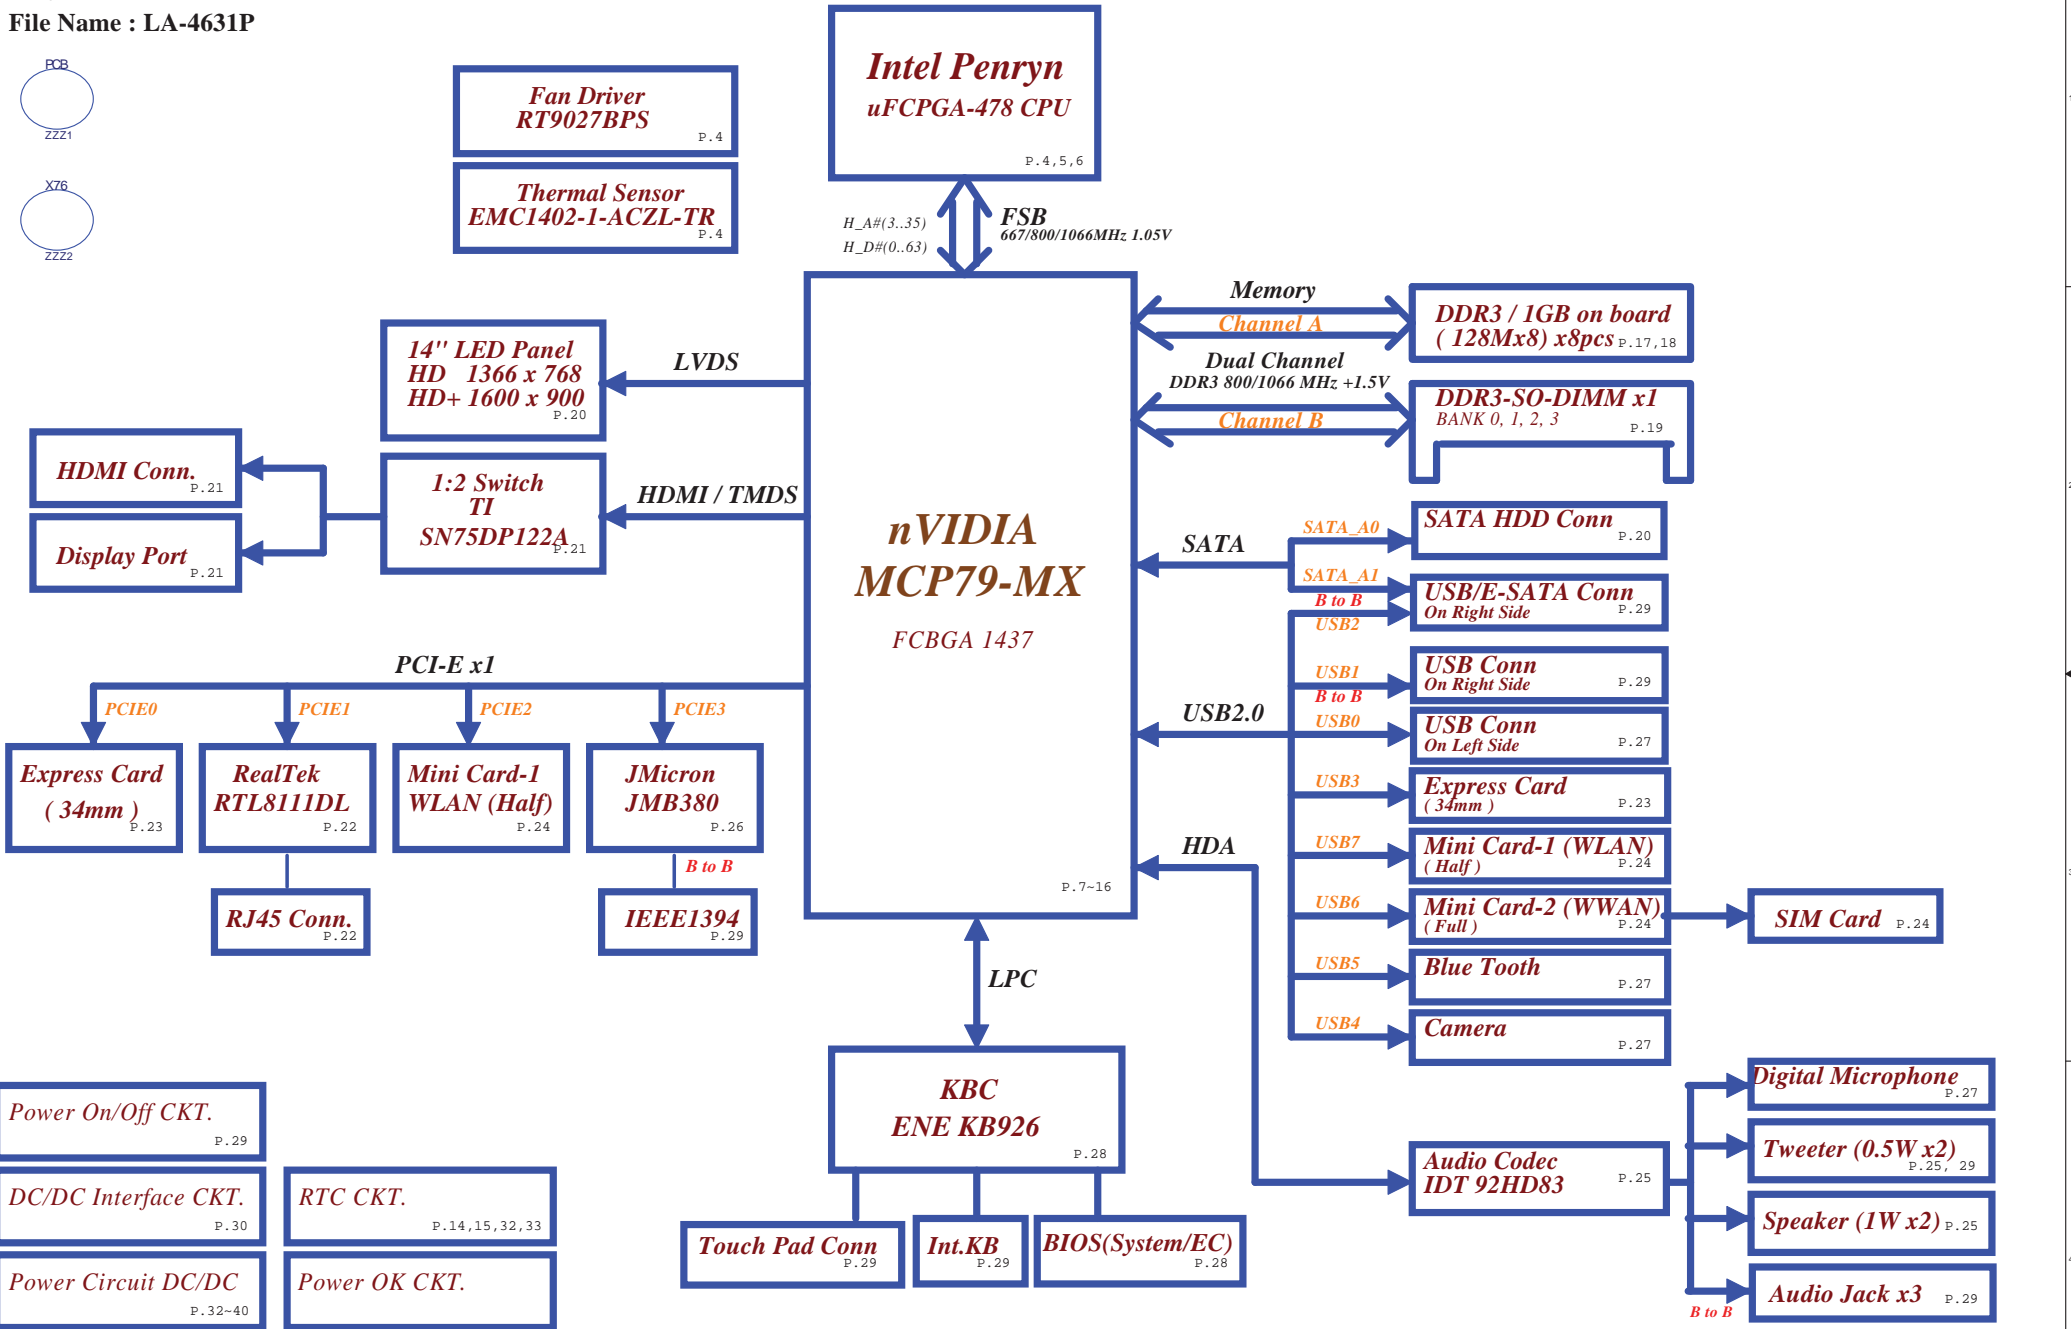 File Name : LA-4631P
PCB
ZZZ1
X76
ZZZ2
Fan Driver
RT9027BPS
P.4
Thermal Sensor
EMC1402-1-ACZL-TR
P.4
Intel Penryn
uFCPGA-478 CPU
P.4,5,6
H_A#(3..35)
H_D#(0..63)
FSB
667/800/1066MHz 1.05V
nVIDIA
MCP79-MX
FCBGA 1437
P.7~16
Memory
Channel A
Dual Channel
DDR3 800/1066 MHz +1.5V
Channel B
DDR3 / 1GB on board
( 128Mx8) x8pcs P.17,18
DDR3-SO-DIMM x1
BANK 0, 1, 2, 3
P.19
14" LED Panel
HD 1366 x 768
HD+ 1600 x 900
P.20
LVDS
HDMI Conn.
P.21
Display Port
P.21
1:2 Switch
TI
SN75DP122A
P.21
HDMI / TMDS
SATA
SATA_A0
SATA HDD Conn
P.20
SATA_A1
B to B
USB2
USB/E-SATA Conn
On Right Side
P.29
USB1
B to B
USB Conn
On Right Side
P.29
USB2.0
USB0
USB Conn
On Left Side
P.27
USB3
Express Card
( 34mm )
P.23
USB7
Mini Card-1 (WLAN)
( Half )
P.24
USB6
Mini Card-2 (WWAN)
( Full )
P.24
SIM Card P.24
USB5
Blue Tooth
P.27
USB4
Camera
P.27
PCI-E x1
PCIE0
PCIE1
PCIE2
PCIE3
Express Card
( 34mm )
P.23
RealTek
RTL8111DL
P.22
Mini Card-1
WLAN (Half)
P.24
JMicron
JMB380
P.26
B to B
RJ45 Conn.
P.22
IEEE1394
P.29
HDA
LPC
KBC
ENE KB926
P.28
Touch Pad Conn
P.29
Int.KB
P.29
BIOS(System/EC)
P.28
Audio Codec
IDT 92HD83
P.25
Digital Microphone
P.27
Tweeter (0.5W x2)
P.25, 29
Speaker (1W x2) P.25
Audio Jack x3 P.29
B to B
Power On/Off CKT.
P.29
DC/DC Interface CKT.
P.30
RTC CKT.
P.14,15,32,33
Power Circuit DC/DC
P.32~40
Power OK CKT.